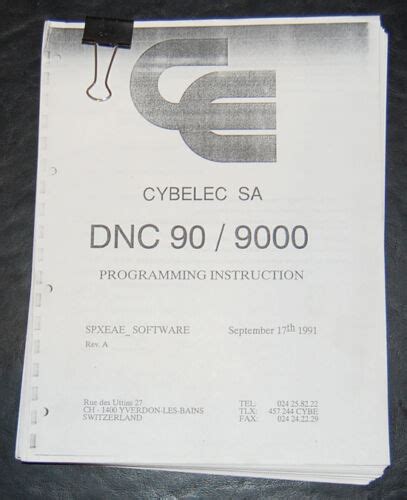 CE
CYBELEC SA
DNC 90 / 9000
PROGRAMMING INSTRUCTION
SPXEAE_SOFTWARE September 17th 1991
Rev. A
Rue des Uttins 27 TEL: 024 25.82.22
CH - 1400 YVERDON-LES-BAINS TLX: 457 244 CYBE
SWITZERLAND FAX: 024 24.22.29